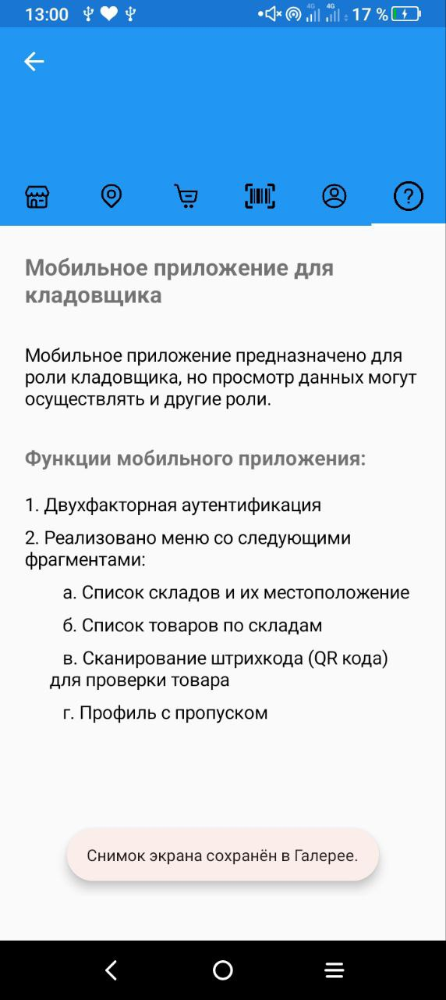 13:00
4G 4G 17 %
Мобильное приложение для
кладовщика
Мобильное приложение предназначено для
роли кладовщика, но просмотр данных могут
осуществлять и другие роли.
Функции мобильного приложения:
1. Двухфакторная аутентификация
2. Реализовано меню со следующими
фрагментами:
а. Список складов и их местоположение
б. Список товаров по складам
в. Сканирование штрихкода (QR кода)
для проверки товара
г. Профиль с пропуском
Снимок экрана сохранён в Галерее.